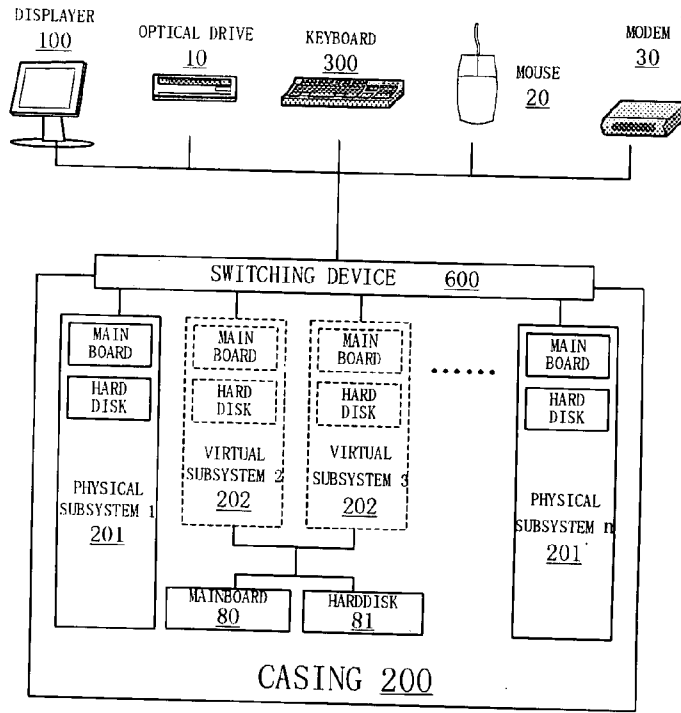 DISPLAYER
100
OPTICAL DRIVE
10
KEYBOARD
300
MOUSE
20
MODEM
30
SWITCHING DEVICE 600
MAIN
BOARD
HARD
DISK
PHYSICAL
SUBSYSTEM 1
201
MAIN
BOARD
HARD
DISK
VIRTUAL
SUBSYSTEM 2
202
MAIN
BOARD
HARD
DISK
VIRTUAL
SUBSYSTEM 3
202
......
MAIN
BOARD
HARD
DISK
PHYSICAL
SUBSYSTEM n
201
MAINBOARD
80
HARDDISK
81
CASING 200